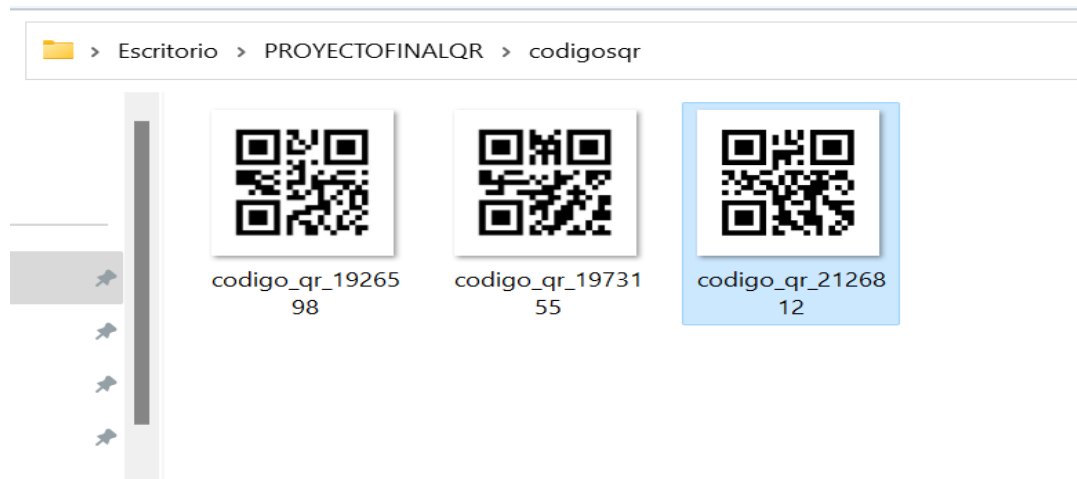 > Escritorio > PROYECTOFINALQR > codigosqr
codigo_qr_19265
98
codigo_qr_19731
55
codigo_qr_21268
12